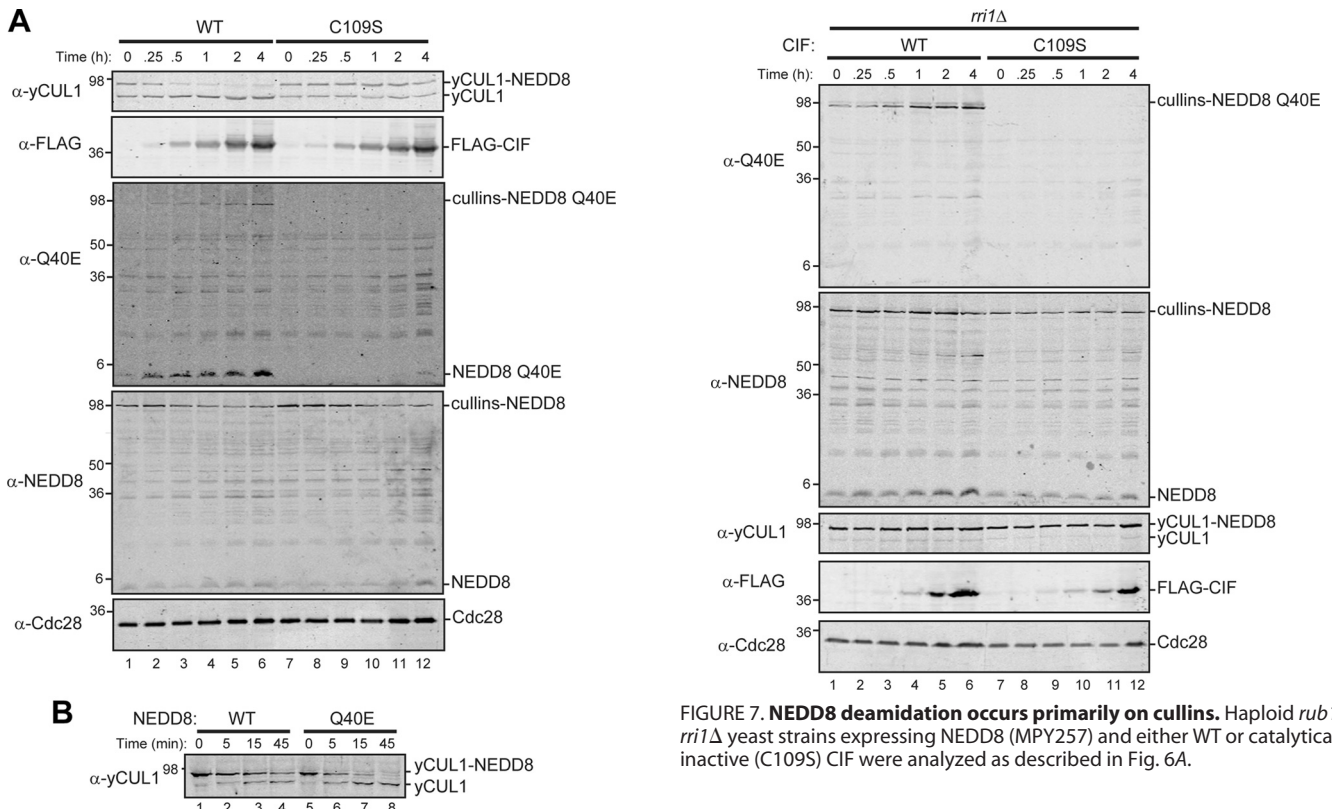 A
WT C109S
Time (h): 0 .25 .5 1 2 4 0 .25 .5 1 2 4
α-yCUL1 98 yCUL1-NEDD8
yCUL1
α-FLAG 36 FLAG-CIF
98 cullins-NEDD8 Q40E
50
α-Q40E
36
6 NEDD8 Q40E
98 cullins-NEDD8
50
α-NEDD8
36
6 NEDD8
36
α-Cdc28 Cdc28
1 2 3 4 5 6 7 8 9 10 11 12
B
NEDD8: WT Q40E
Time (min): 0 5 15 45 0 5 15 45
α-yCUL1 98 yCUL1-NEDD8
yCUL1
1 2 3 4 5 6 7 8
rri1Δ
CIF: WT C109S
Time (h): 0 .25 .5 1 2 4 0 .25 .5 1 2 4
98 cullins-NEDD8 Q40E
50
α-Q40E
36
6
98 cullins-NEDD8
50
α-NEDD8
36
6 NEDD8
α-yCUL1 98 yCUL1-NEDD8
yCUL1
α-FLAG FLAG-CIF
36
36
α-Cdc28 Cdc28
1 2 3 4 5 6 7 8 9 10 11 12
FIGURE 7. NEDD8 deamidation occurs primarily on cullins. Haploid
rri1Δ yeast strains expressing NEDD8 (MPY257) and either WT or
inactive (C109S) CIF were analyzed as described in Fig. 6A.